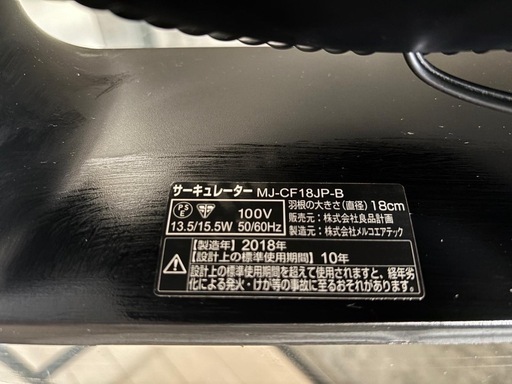 サーキュレーター MJ-CF18JP-B
PS E 100V 羽根の大きさ(直径) 18cm
13.5/15.5W 50/60Hz 販売元:株式会社良品計画
製造元:株式会社メルコエアテック
【製造年】2018年
【設計上の標準使用期間】10年
設計上の標準使用期間を超えて使用されますと、経年劣
化による発火・けが等の事故に至るおそれがあります。